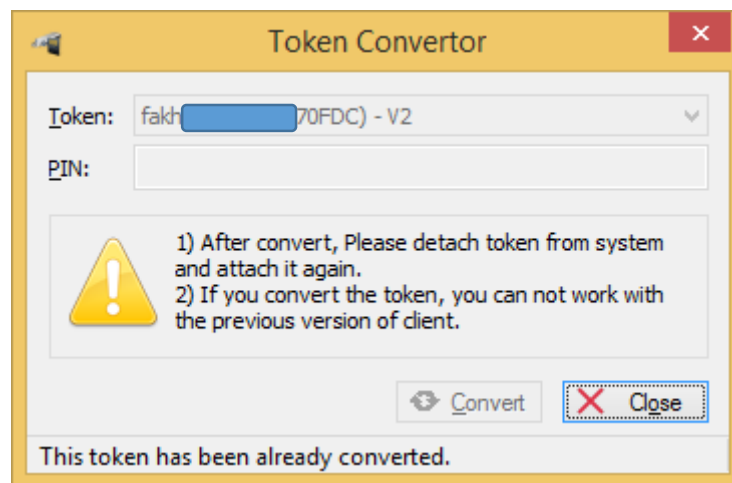 Token Convertor
Token: fakh 70FDC) - V2
PIN:
1) After convert, Please detach token from system
and attach it again.
2) If you convert the token, you can not work with
the previous version of client.
Convert Close
This token has been already converted.